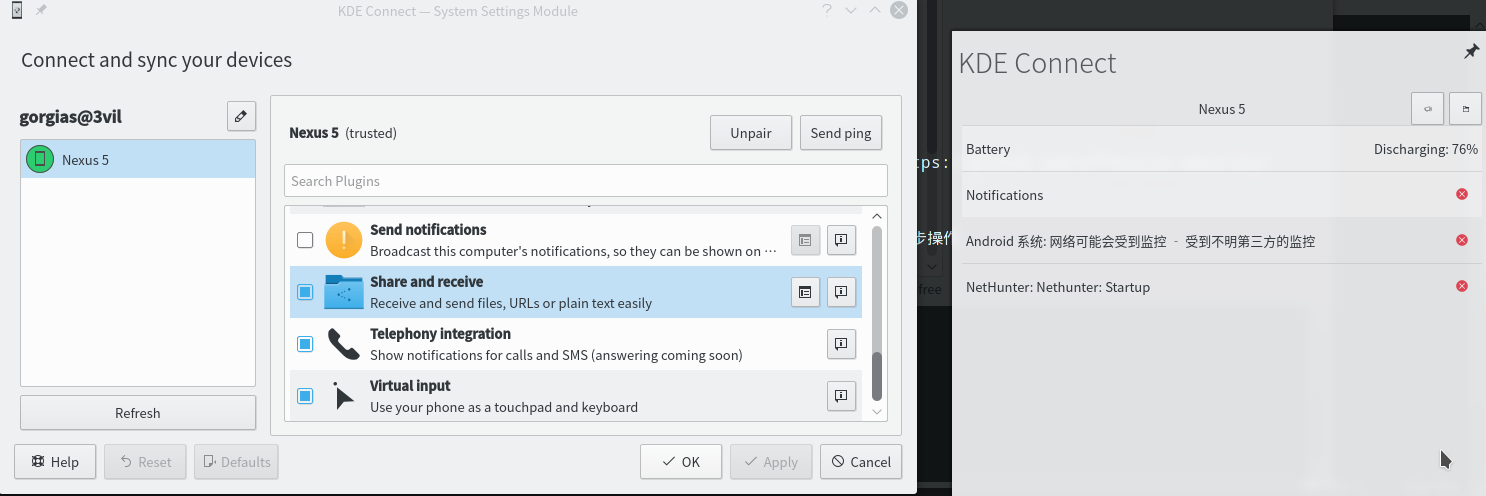 KDE Connect — System Settings Module
Connect and sync your devices
gorgias@3vil
Nexus 5
Refresh
Nexus 5 (trusted)
Unpair
Send ping
Search Plugins
Send notifications
Broadcast this computer's notifications, so they can be shown on ···
Share and receive
Receive and send files, URLs or plain text easily
Telephony integration
Show notifications for calls and SMS (answering coming soon)
Virtual input
Use your phone as a touchpad and keyboard
Help
Reset
Defaults
OK
Apply
Cancel
tps:
步操作
free
KDE Connect
Nexus 5
Battery
Discharging: 76%
Notifications
Android 系统: 网络可能会受到监控 - 受到不明第三方的监控
NetHunter: Nethunter: Startup